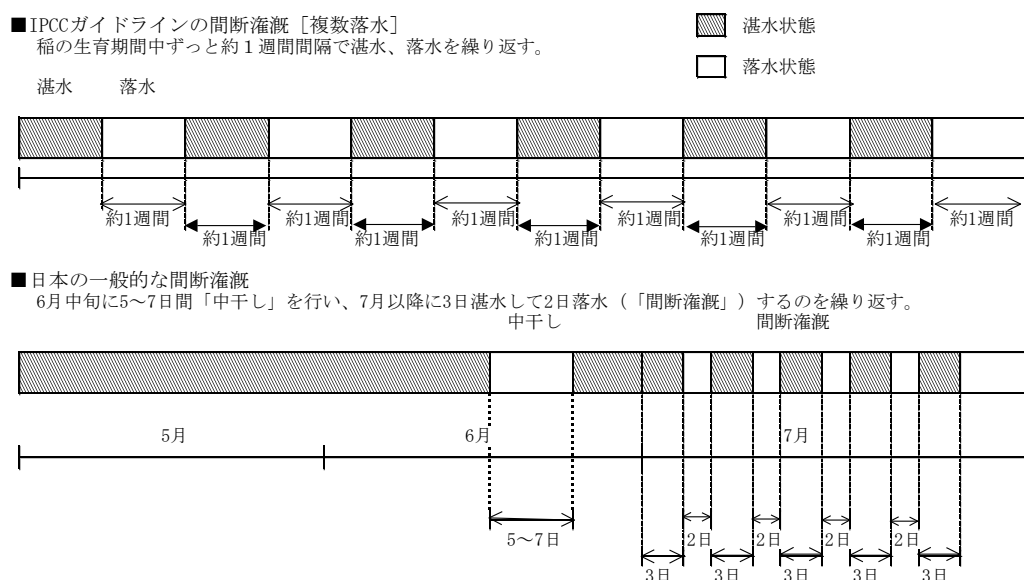 ■IPCCガイドラインの間断潅漑［複数落水］
稲の生育期間中ずっと約１週間間隔で湛水、落水を繰り返す。
湛水状態
落水状態
湛水 落水
約1週間 約1週間 約1週間 約1週間 約1週間 約1週間
約1週間 約1週間 約1週間 約1週間 約1週間
■日本の一般的な間断潅漑
6月中旬に5～7日間「中干し」を行い、7月以降に3日湛水して2日落水（「間断潅漑」）するのを繰り返す。
中干し 間断潅漑
5月 6月 7月
5～7日 2日 2日 2日 2日
3日 3日 3日 3日 3日